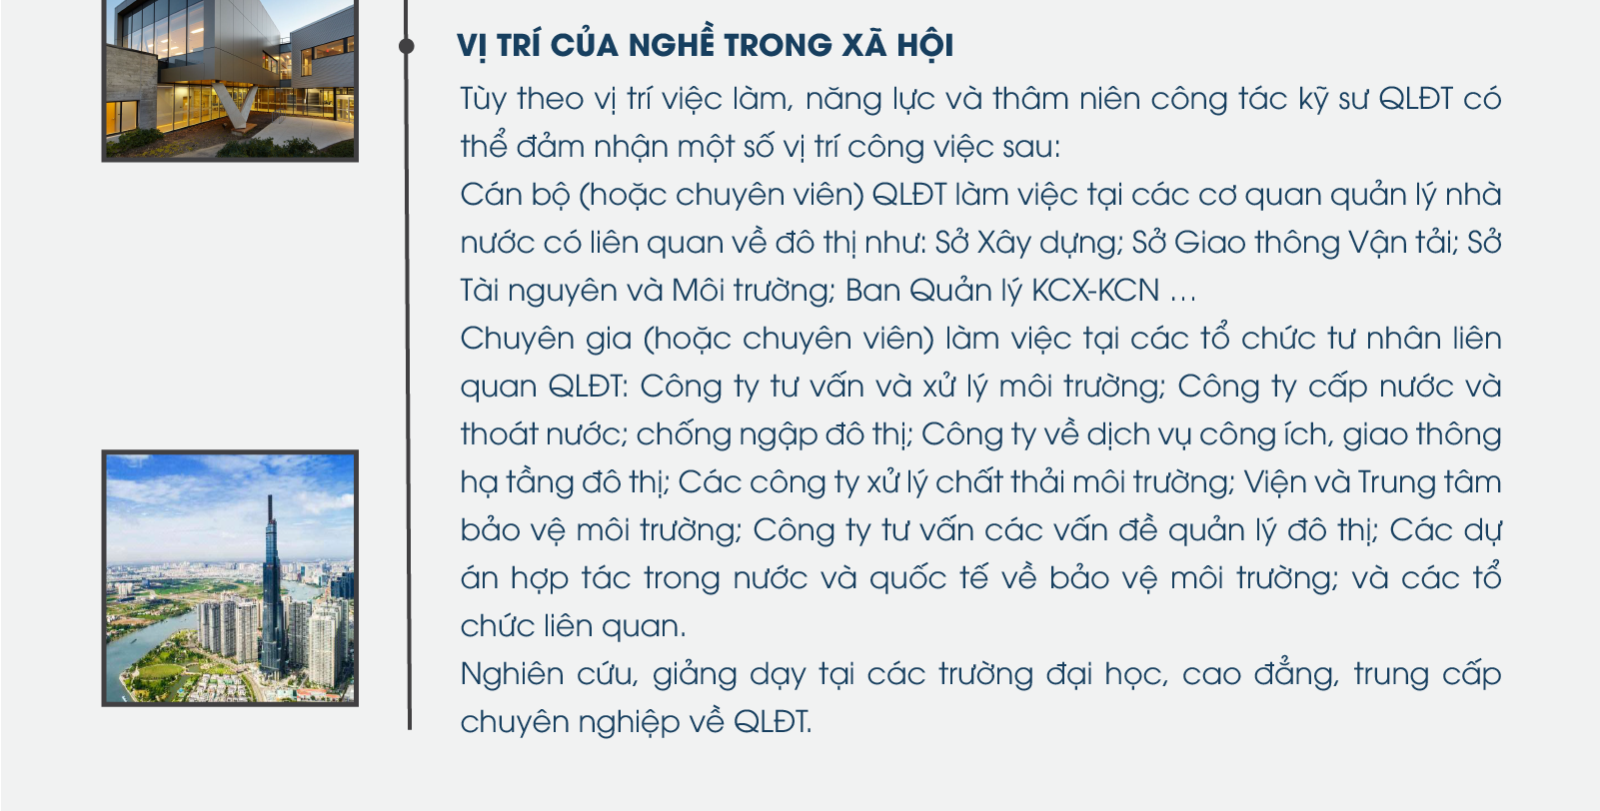 VỊ TRÍ CỦA NGHỀ TRONG XÃ HỘI
Tùy theo vị trí việc làm, năng lực và thâm niên công tác kỹ sư QLĐT có
thể đảm nhận một số vị trí công việc sau:
Cán bộ (hoặc chuyên viên) QLĐT làm việc tại các cơ quan quản lý nhà
nước có liên quan về đô thị như: Sở Xây dựng; Sở Giao thông Vận tải; Sở
Tài nguyên và Môi trường; Ban Quản lý KCX-KCN ...
Chuyên gia (hoặc chuyên viên) làm việc tại các tổ chức tư nhân liên
quan QLĐT: Công ty tư vấn và xử lý môi trường; Công ty cấp nước và
thoát nước; chống ngập đô thị; Công ty về dịch vụ công ích, giao thông
hạ tầng đô thị; Các công ty xử lý chất thải môi trường; Viện và Trung tâm
bảo vệ môi trường; Công ty tư vấn các vấn đề quản lý đô thị; Các dự
án hợp tác trong nước và quốc tế về bảo vệ môi trường; và các tổ
chức liên quan.
Nghiên cứu, giảng dạy tại các trường đại học, cao đẳng, trung cấp
chuyên nghiệp về QLĐT.